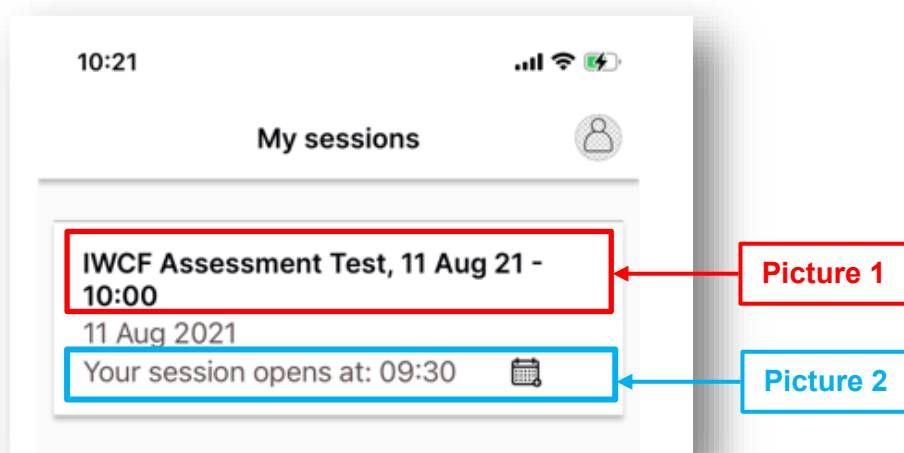 10:21
My sessions
IWCF Assessment Test, 11 Aug 21 -
10:00
Picture 1
11 Aug 2021
Your session opens at: 09:30
Picture 2